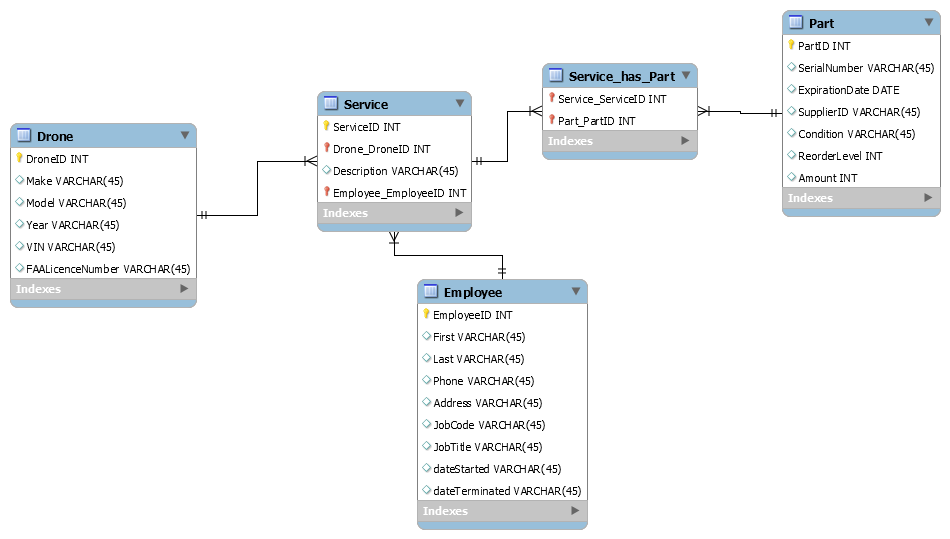 Drone
DroneID INT
Make VARCHAR(45)
Model VARCHAR(45)
Year VARCHAR(45)
VIN VARCHAR(45)
FAALicenceNumber VARCHAR(45)
Indexes
Service
ServiceID INT
Drone_DroneID INT
Description VARCHAR(45)
Employee_EmployeeID INT
Indexes
Service_has_Part
Service_ServiceID INT
Part_PartID INT
Indexes
Part
PartID INT
SerialNumber VARCHAR(45)
ExpirationDate DATE
SupplierID VARCHAR(45)
Condition VARCHAR(45)
ReorderLevel INT
Amount INT
Indexes
Employee
EmployeeID INT
First VARCHAR(45)
Last VARCHAR(45)
Phone VARCHAR(45)
Address VARCHAR(45)
JobCode VARCHAR(45)
JobTitle VARCHAR(45)
dateStarted VARCHAR(45)
dateTerminated VARCHAR(45)
Indexes